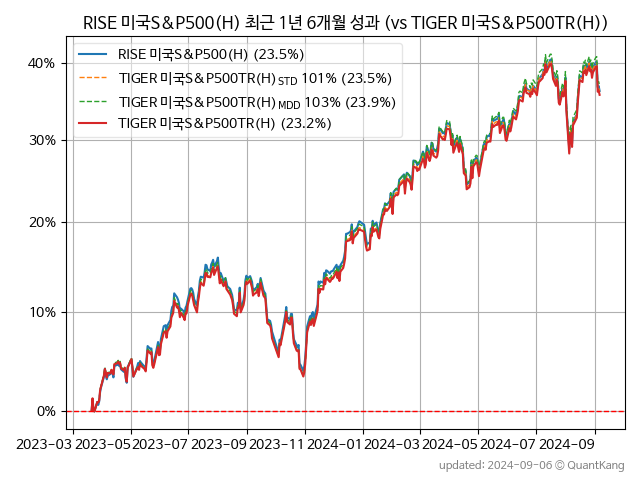 RISE 미국S&P500(H) 최근 1년 6개월 성과 (vs TIGER 미국S&P500TR(H))
RISE 미국S&P500(H) (23.5%)
TIGER 미국S&P500TR(H) STD 101% (23.5%)
TIGER 미국S&P500TR(H) MDD 103% (23.9%)
TIGER 미국S&P500TR(H) (23.2%)
40%
30%
20%
10%
0%
2023-03 2023-05 2023-07 2023-09 2023-11 2024-01 2024-03 2024-05 2024-07 2024-09
updated: 2024-09-06 © QuantKang